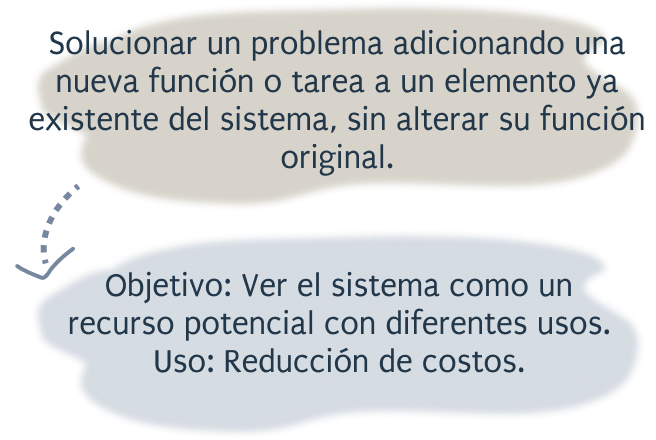 Solucionar un problema adicionando una
nueva función o tarea a un elemento ya
existente del sistema, sin alterar su función
original.
Objetivo: Ver el sistema como un
recurso potencial con diferentes usos.
Uso: Reducción de costos.